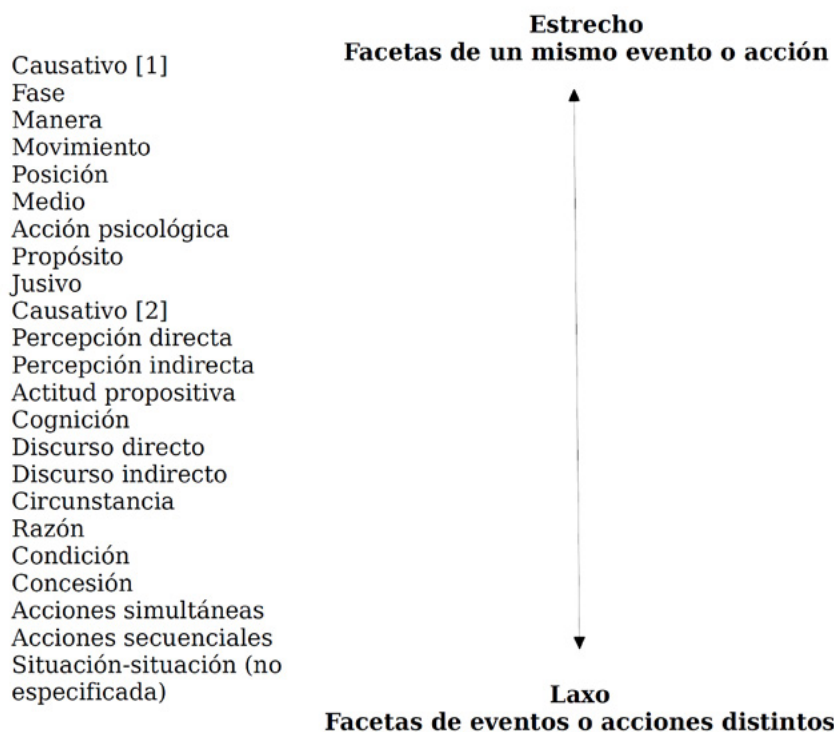 Estrecho
Facetas de un mismo evento o acción
Causativo [1]
Fase
Manera
Movimiento
Posición
Medio
Acción psicológica
Propósito
Jusivo
Causativo [2]
Percepción directa
Percepción indirecta
Actitud propositiva
Cognición
Discurso directo
Discurso indirecto
Circunstancia
Razón
Condición
Concesión
Acciones simultáneas
Acciones secuenciales
Situación-situación (no
especificada)
Laxo
Facetas de eventos o acciones distintos